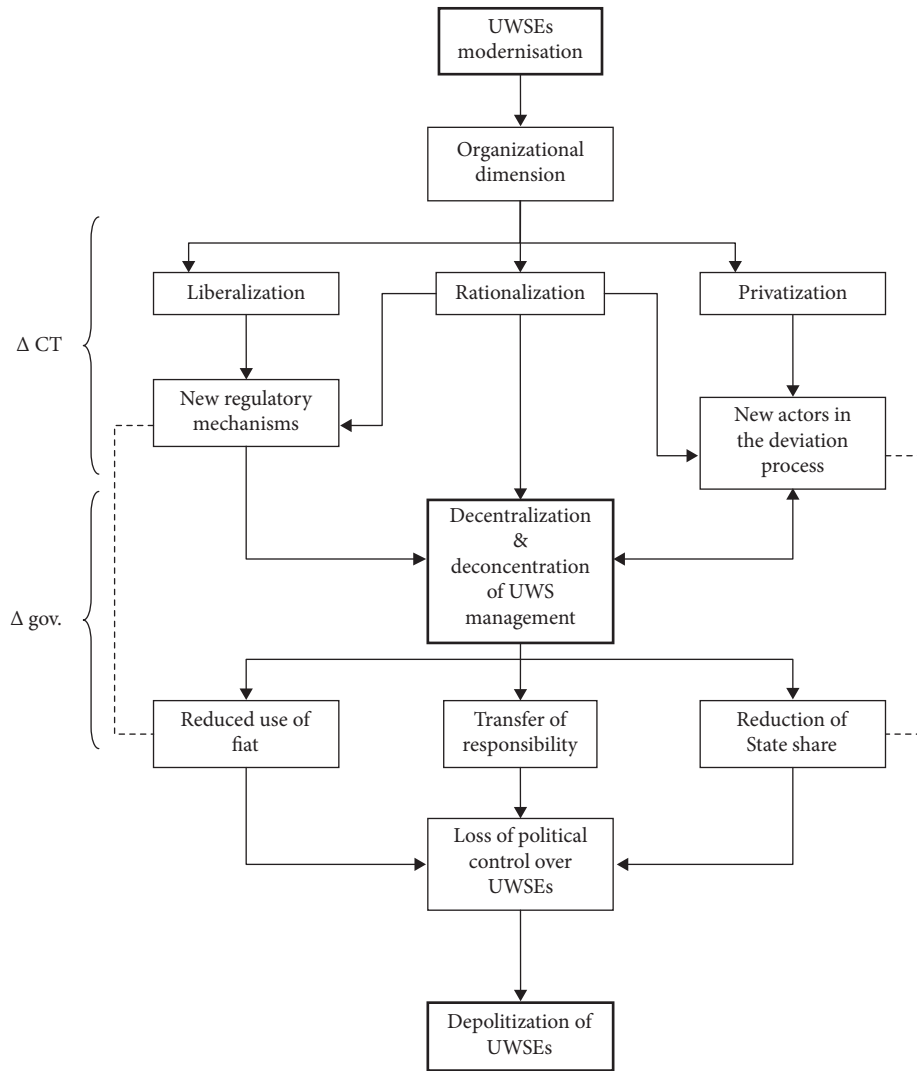 UWSEs
modernisation
Organizational
dimension
Liberalization
Rationalization
Privatization
Δ CT
New regulatory
mechanisms
New actors in
the deviation
process
Decentralization
&
deconcentration
of UWS
management
Δ gov.
Reduced use of
fiat
Transfer of
responsibility
Reduction of
State share
Loss of political
control over
UWSEs
Depolitization of
UWSEs